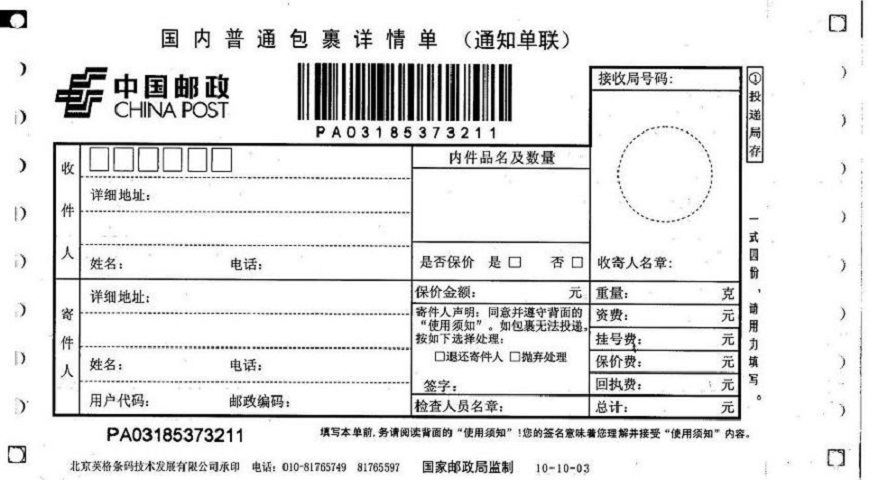 国内普通包裹详情单 (通知单联)
中国邮政
CHINA POST
PA03185373211
接收局号码:
①投递局存
收件人
详细地址:
姓名: 电话:
内件品名及数量
是否保价 是 □ 否 □
收寄人名章:
寄件人
详细地址:
姓名: 电话:
用户代码: 邮政编码:
保价金额: 元
寄件人声明: 同意并遵守背面的
“使用须知”。如包裹无法投递,
按如下选择处理:
□退还寄件人 □抛弃处理
签字:
检查人员名章:
重量: 克
资费: 元
挂号费: 元
保价费: 元
回执费: 元
总计: 元
一式四份,请用力填写。
PA03185373211
填写本单前,务请阅读背面的“使用须知”!您的签名意味着您理解并接受“使用须知”内容。
北京英格条码技术发展有限公司承印 电话: 010-81765749 81765597 国家邮政局监制 10-10-03